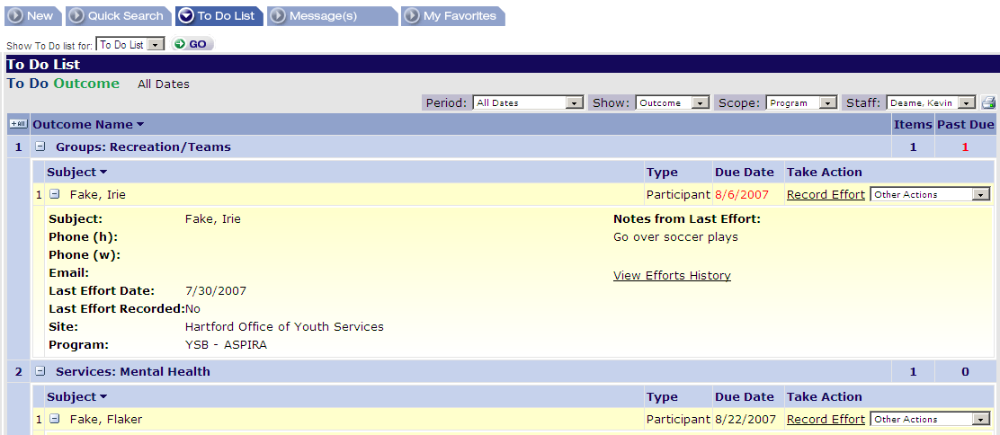 New Quick Search To Do List Message(s) My Favorites
Show To Do list for: To Do List GO
To Do List
To Do Outcome All Dates
Period: All Dates Show: Outcome Scope: Program Staff: Deame, Kevin
+All Outcome Name Items Past Due
1 Groups: Recreation/Teams 1 1
Subject Type Due Date Take Action
1 Fake, Irie Participant 8/6/2007 Record Effort Other Actions
Subject: Fake, Irie Notes from Last Effort:
Phone (h): Go over soccer plays
Phone (w):
Email: View Efforts History
Last Effort Date: 7/30/2007
Last Effort Recorded:No
Site: Hartford Office of Youth Services
Program: YSB - ASPIRA
2 Services: Mental Health 1 0
Subject Type Due Date Take Action
1 Fake, Flaker Participant 8/22/2007 Record Effort Other Actions